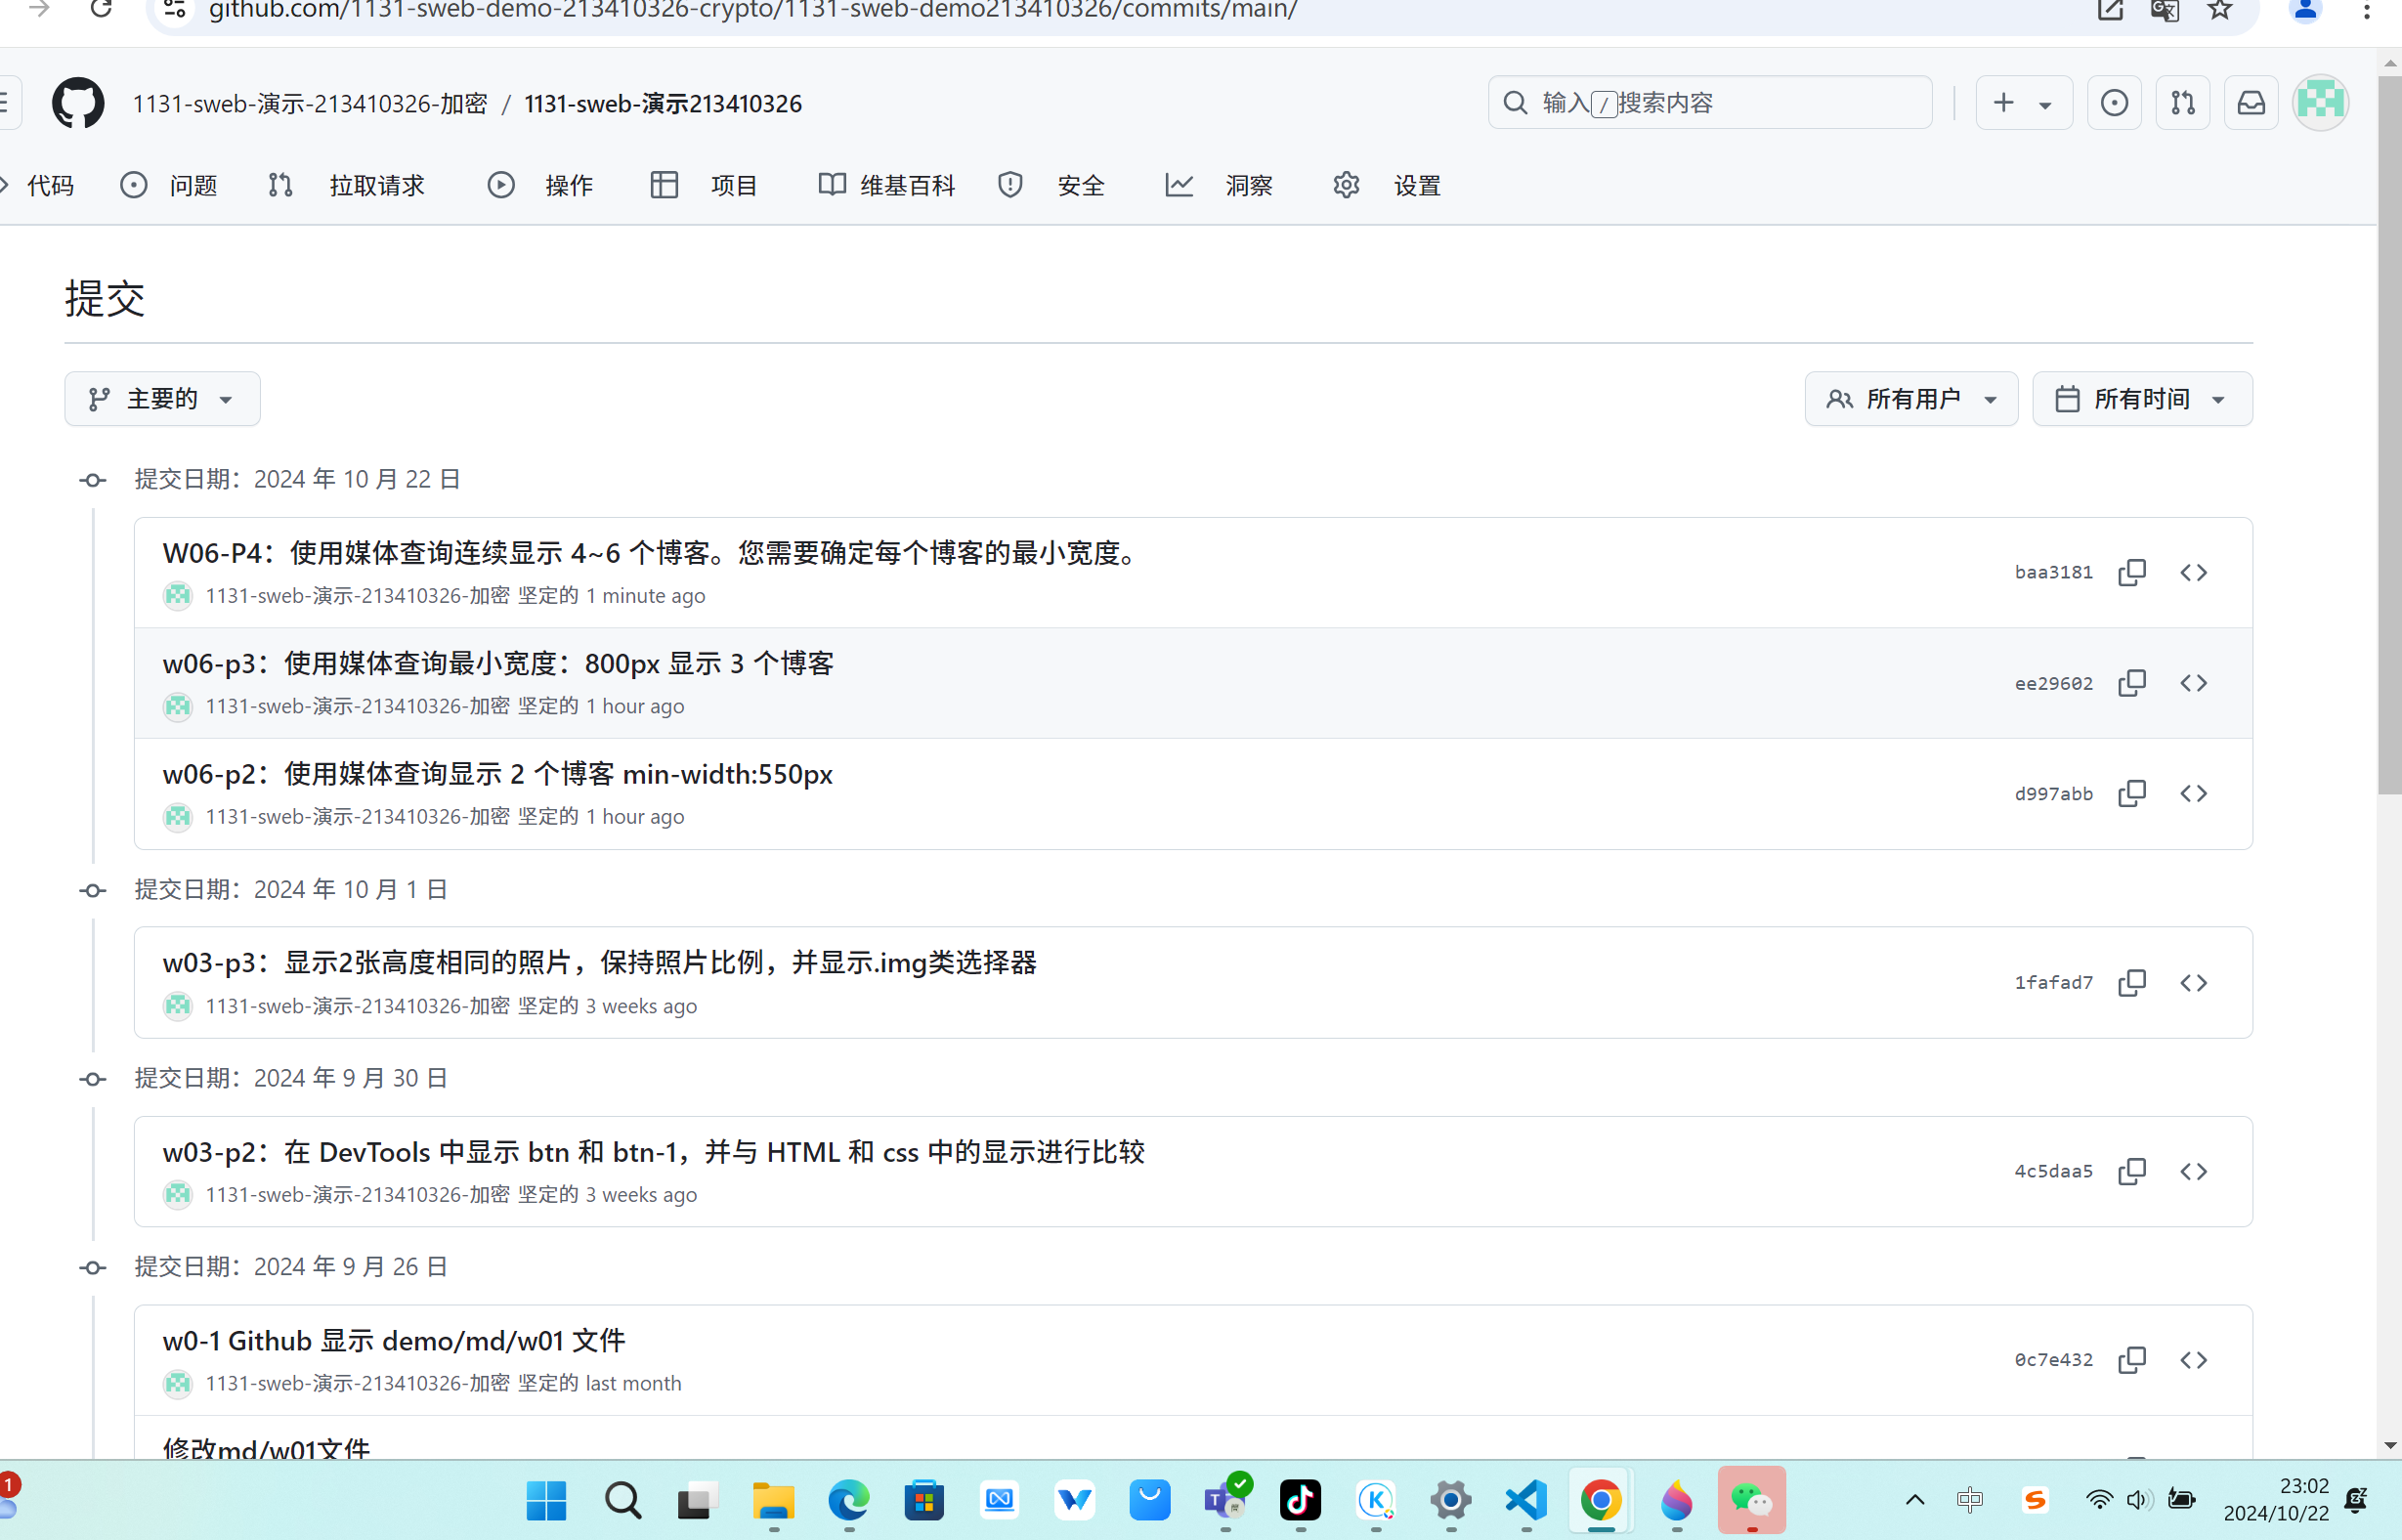 github.com/1131-sweb-demo-213410326-crypto/1131-sweb-demo213410326/commits/main/
1131-sweb-演示-213410326-加密 / 1131-sweb-演示213410326
输入 / 搜索内容
代码 问题 拉取请求 操作 项目 维基百科 安全 洞察 设置
提交
主要的 所有用户 所有时间
提交日期：2024 年 10 月 22 日
W06-P4：使用媒体查询连续显示 4~6 个博客。您需要确定每个博客的最小宽度。
baa3181
1131-sweb-演示-213410326-加密 坚定的 1 minute ago
w06-p3：使用媒体查询最小宽度：800px 显示 3 个博客
ee29602
1131-sweb-演示-213410326-加密 坚定的 1 hour ago
w06-p2：使用媒体查询显示 2 个博客 min-width:550px
d997abb
1131-sweb-演示-213410326-加密 坚定的 1 hour ago
提交日期：2024 年 10 月 1 日
w03-p3：显示2张高度相同的照片，保持照片比例，并显示.img类选择器
1fafad7
1131-sweb-演示-213410326-加密 坚定的 3 weeks ago
提交日期：2024 年 9 月 30 日
w03-p2：在 DevTools 中显示 btn 和 btn-1，并与 HTML 和 css 中的显示进行比较
4c5daa5
1131-sweb-演示-213410326-加密 坚定的 3 weeks ago
提交日期：2024 年 9 月 26 日
w0-1 Github 显示 demo/md/w01 文件
0c7e432
1131-sweb-演示-213410326-加密 坚定的 last month
修改md/w01文件
1
中
23:02
2024/10/22